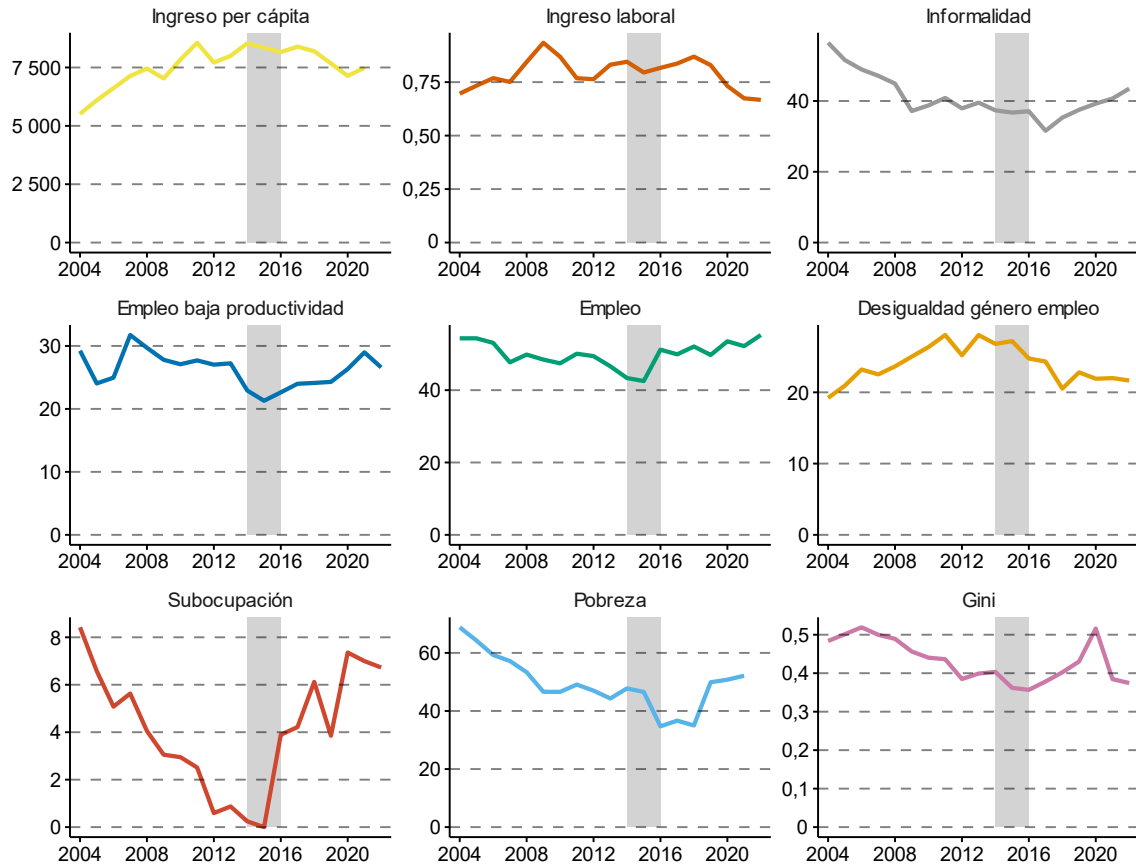 Ingreso per cápita
7 500
5 000
2 500
0
2004 2008 2012 2016 2020
Ingreso laboral
0,75
0,50
0,25
0
2004 2008 2012 2016 2020
Informalidad
40
20
0
2004 2008 2012 2016 2020
Empleo baja productividad
30
20
10
0
2004 2008 2012 2016 2020
Empleo
40
20
0
2004 2008 2012 2016 2020
Desigualdad género empleo
20
10
0
2004 2008 2012 2016 2020
Subocupación
8
6
4
2
0
2004 2008 2012 2016 2020
Pobreza
60
40
20
0
2004 2008 2012 2016 2020
Gini
0,5
0,4
0,3
0,2
0,1
0
2004 2008 2012 2016 2020